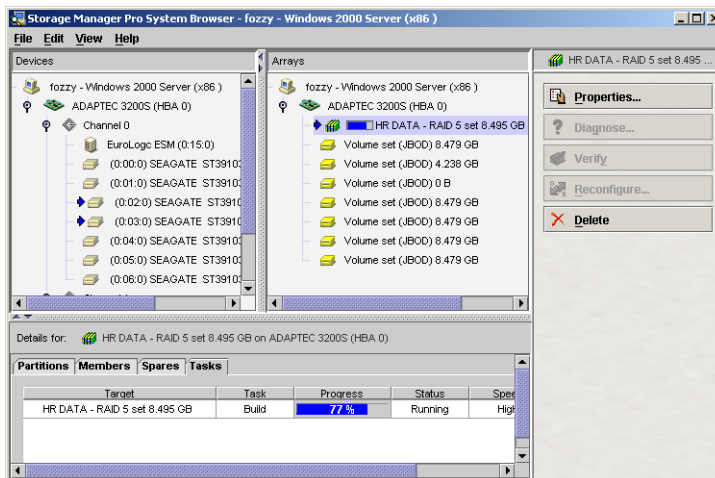 Storage Manager Pro System Browser - fozzy - Windows 2000 Server (x86 )
File Edit View Help
Devices
fozzy - Windows 2000 Server (x86 )
ADAPTEC 3200S (HBA 0)
Channel 0
EuroLogc ESM (0:15:0)
(0:00:0) SEAGATE ST3910
(0:01:0) SEAGATE ST3910
(0:02:0) SEAGATE ST3910
(0:03:0) SEAGATE ST3910
(0:04:0) SEAGATE ST3910
(0:05:0) SEAGATE ST3910
(0:06:0) SEAGATE ST3910
Arrays
fozzy - Windows 2000 Server (x86 )
ADAPTEC 3200S (HBA 0)
HR DATA - RAID 5 set 8.495 GB
Volume set (JBOD) 8.479 GB
Volume set (JBOD) 4.238 GB
Volume set (JBOD) 0 B
Volume set (JBOD) 8.479 GB
Volume set (JBOD) 8.479 GB
Volume set (JBOD) 8.479 GB
Volume set (JBOD) 8.479 GB
HR DATA - RAID 5 set 8.495 ...
Properties...
Diagnose...
Verify
Reconfigure...
Delete
Details for: HR DATA - RAID 5 set 8.495 GB on ADAPTEC 3200S (HBA 0)
Partitions Members Spares Tasks
Target Task Progress Status Spee
HR DATA - RAID 5 set 8.495 GB Build 77 % Running High